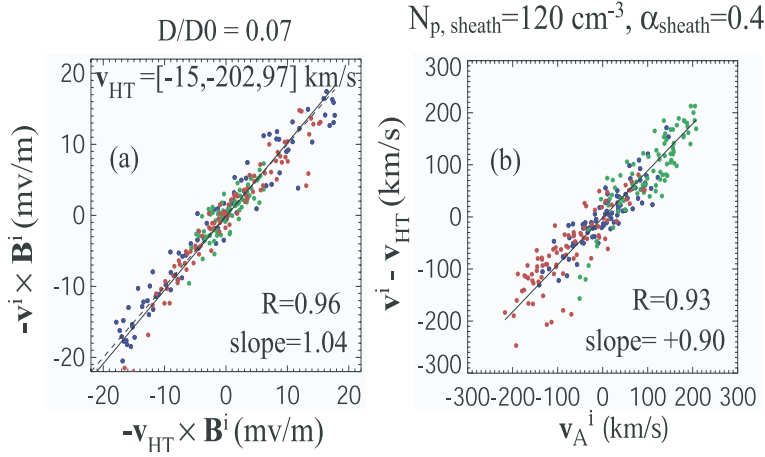 D/D0 = 0.07
v_HT=[-15,-202,97] km/s
(a)
R=0.96
slope=1.04
20
10
0
-10
-20
-20 -10 0 10 20
-v^i × B^i (mv/m)
-v_HT × B^i (mv/m)
N_p, sheath=120 cm^-3, α_sheath=0.4
(b)
R=0.93
slope= +0.90
300
200
100
0
-100
-200
-300
-300-200-100 0 100 200 300
v^i - v_HT (km/s)
v_A^i (km/s)